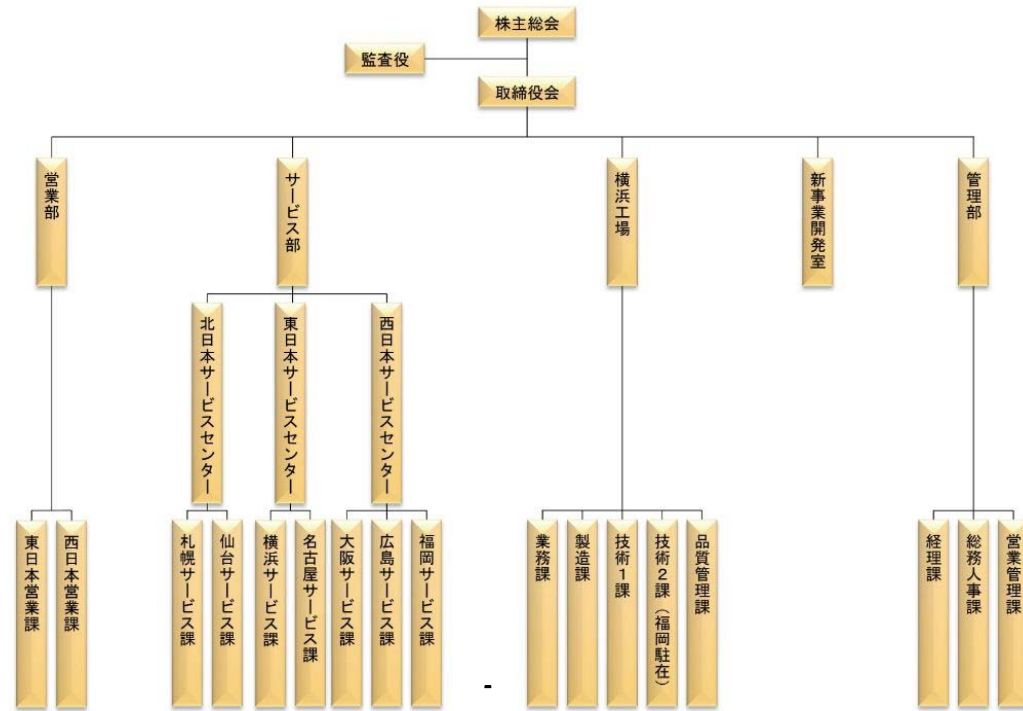 株主総会
監査役
取締役会
営業部
サービス部
横浜工場
新事業開発室
管理部
北日本サービスセンター
東日本サービスセンター
西日本サービスセンター
東日本営業課
西日本営業課
札幌サービス課
仙台サービス課
横浜サービス課
名古屋サービス課
大阪サービス課
広島サービス課
福岡サービス課
業務課
製造課
技術1課
技術2課（福岡駐在）
品質管理課
経理課
総務人事課
営業管理課
-